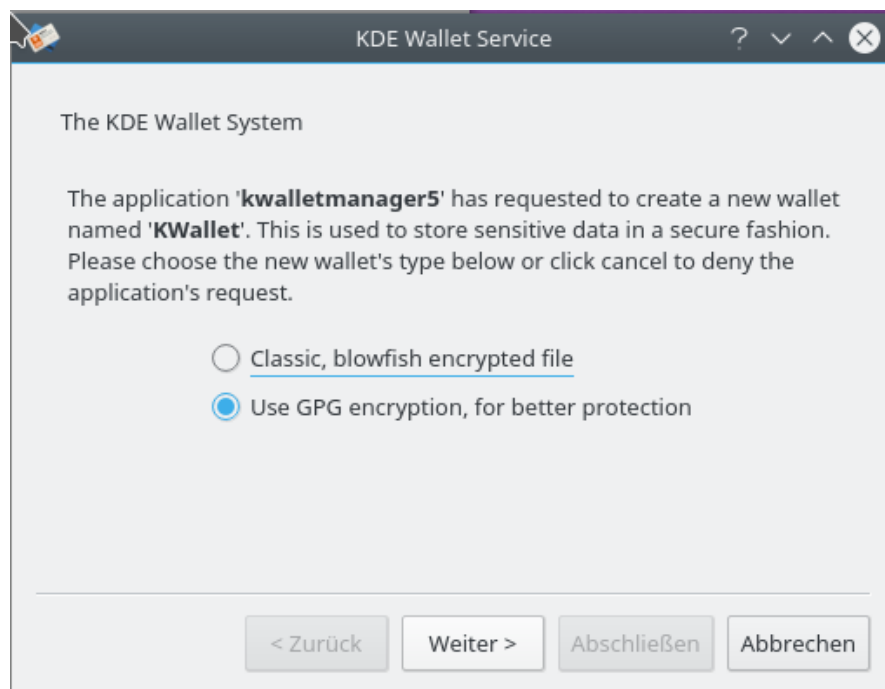 KDE Wallet Service
The KDE Wallet System
The application 'kwalletmanager5' has requested to create a new wallet
named 'KWallet'. This is used to store sensitive data in a secure fashion.
Please choose the new wallet's type below or click cancel to deny the
application's request.
Classic, blowfish encrypted file
Use GPG encryption, for better protection
< Zurück
Weiter >
Abschließen
Abbrechen